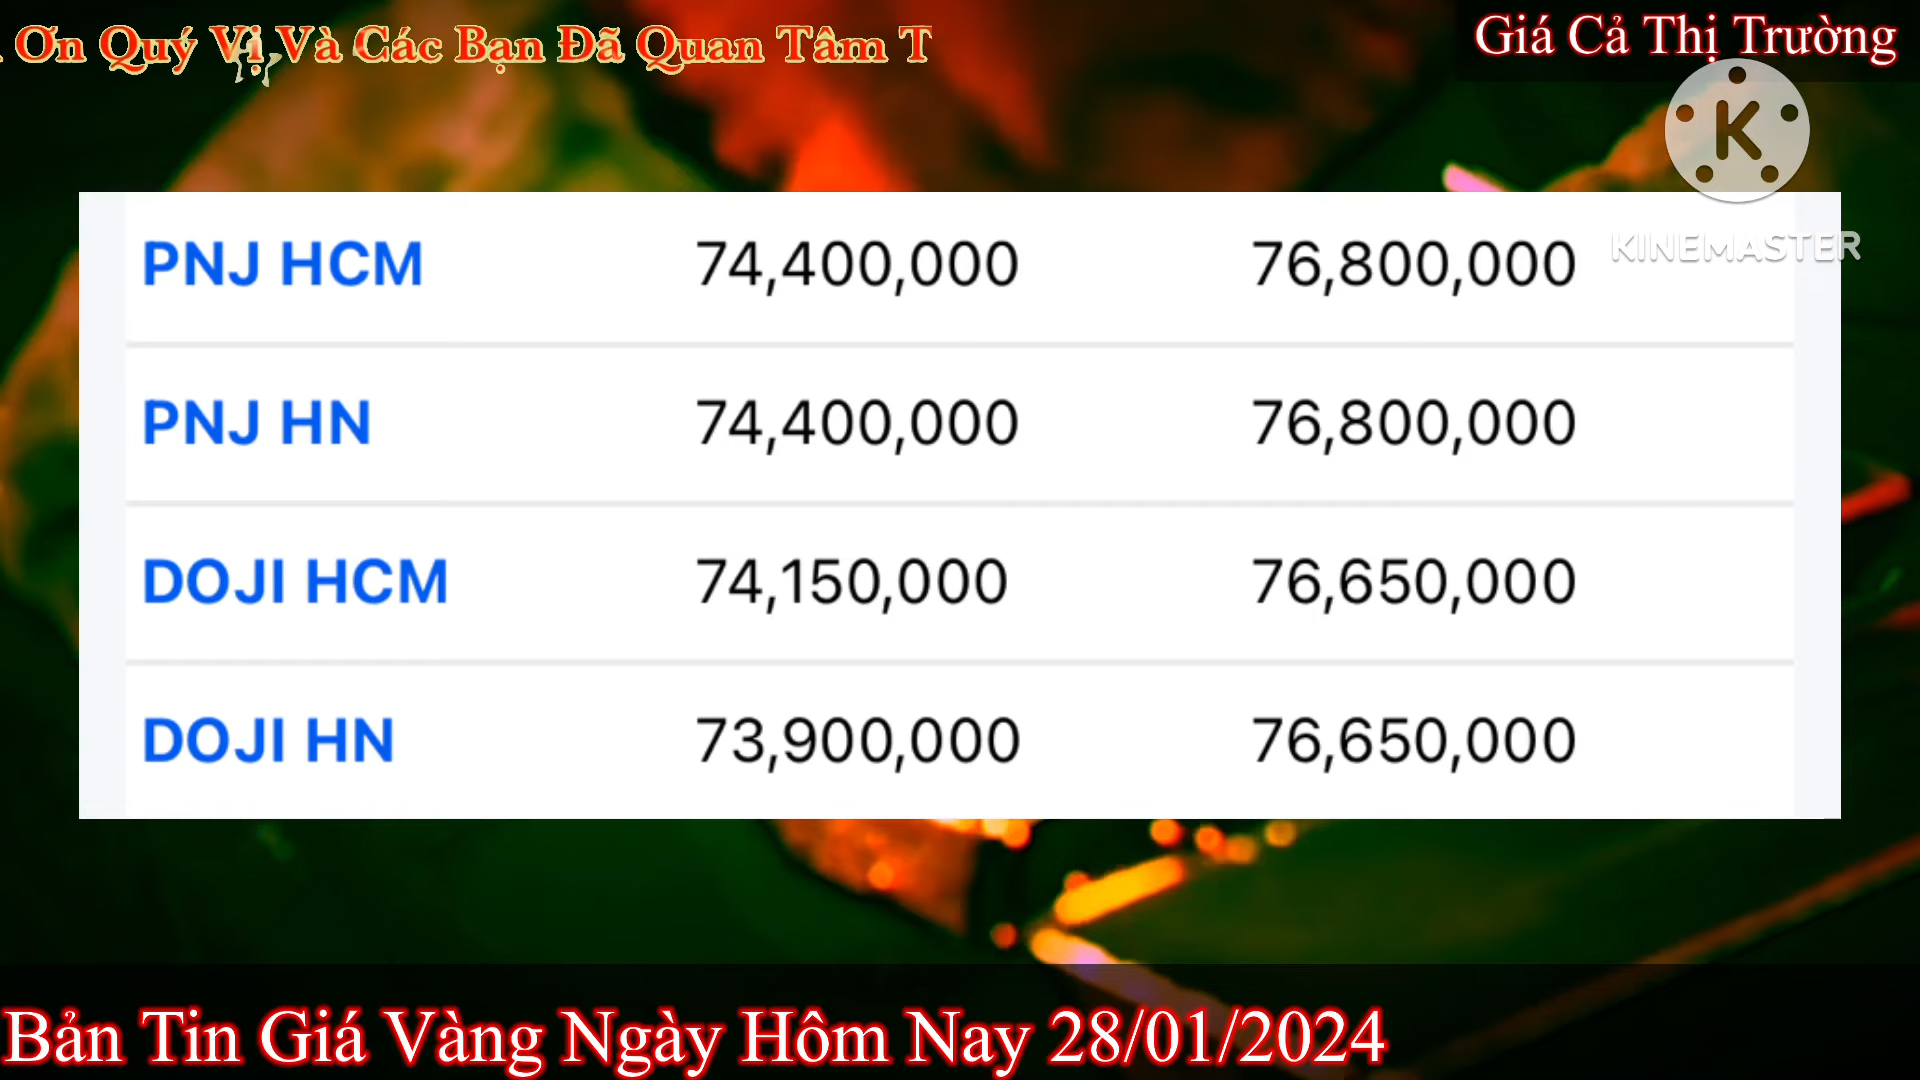 Ơn Quý Vị Và Các Bạn Đã Quan Tâm T
Giá Cả Thị Trường
K
KINEMASTER
PNJ HCM 74,400,000 76,800,000
PNJ HN 74,400,000 76,800,000
DOJI HCM 74,150,000 76,650,000
DOJI HN 73,900,000 76,650,000
Bản Tin Giá Vàng Ngày Hôm Nay 28/01/2024